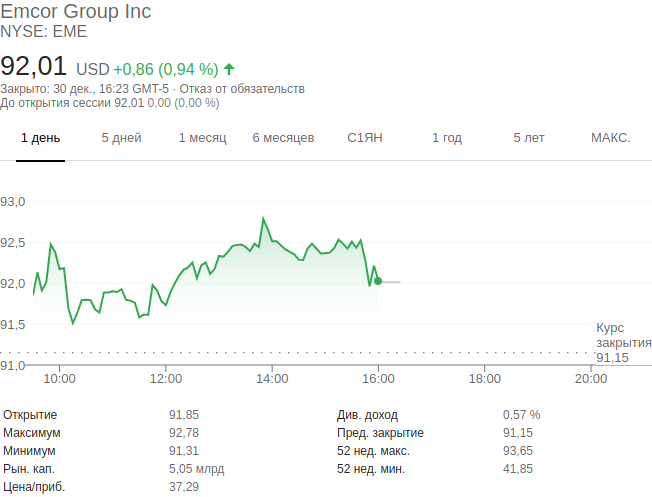 Emcor Group Inc
NYSE: EME
92,01 USD +0,86 (0,94 %)
Закрыто: 30 дек., 16:23 GMT-5 · Отказ от обязательств
До открытия сессии 92,01 0,00 (0,00 %)
1 день 5 дней 1 месяц 6 месяцев С1ЯН 1 год 5 лет МАКС.
93,0
92,5
92,0
91,5
Курс
закрытия
91,15
91,0
10:00 12:00 14:00 16:00 18:00 20:00
Открытие 91,85 Див. доход 0,57 %
Максимум 92,78 Пред. закрытие 91,15
Минимум 91,31 52 нед. макс. 93,65
Рын. кап. 5,05 млрд 52 нед. мин. 41,85
Цена/приб. 37,29